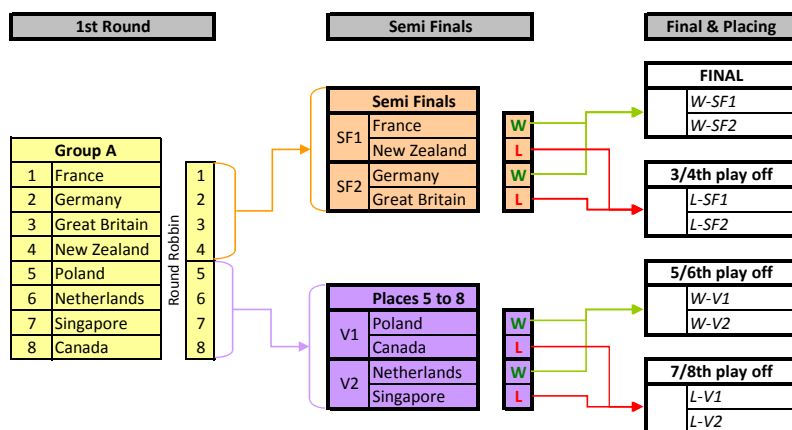 1st Round
Semi Finals
Final & Placing
Group A
1 France
2 Germany
3 Great Britain
4 New Zealand
5 Poland
6 Netherlands
7 Singapore
8 Canada
Round Robbin
1
2
3
4
5
6
7
8
Semi Finals
SF1
France
New Zealand
SF2
Germany
Great Britain
W
L
W
L
Places 5 to 8
V1
Poland
Canada
V2
Netherlands
Singapore
W
L
W
L
FINAL
W-SF1
W-SF2
3/4th play off
L-SF1
L-SF2
5/6th play off
W-V1
W-V2
7/8th play off
L-V1
L-V2